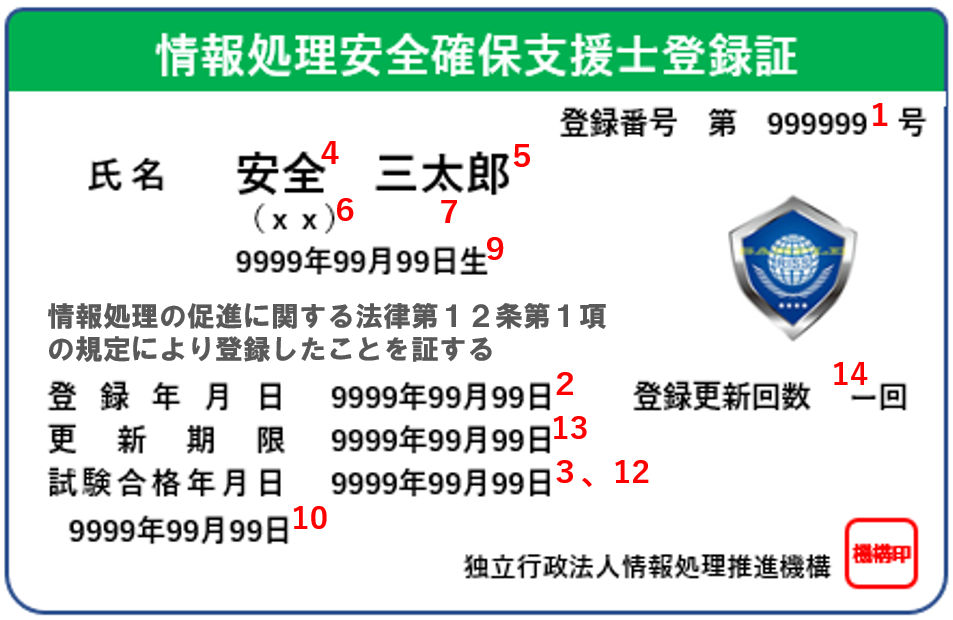 情報処理安全確保支援士登録証
登録番号 第 999999 1 号
氏名 安全 4 三太郎 5
(x x) 6 7
9999年99月99日生 9
情報処理の促進に関する法律第12条第1項
の規定により登録したことを証する
登録年月日 9999年99月99日 2 登録更新回数 14 ー回
更新期限 9999年99月99日 13
試験合格年月日 9999年99月99日 3、12
9999年99月99日 10
独立行政法人情報処理推進機構 機構印
SAMPLE
RISS